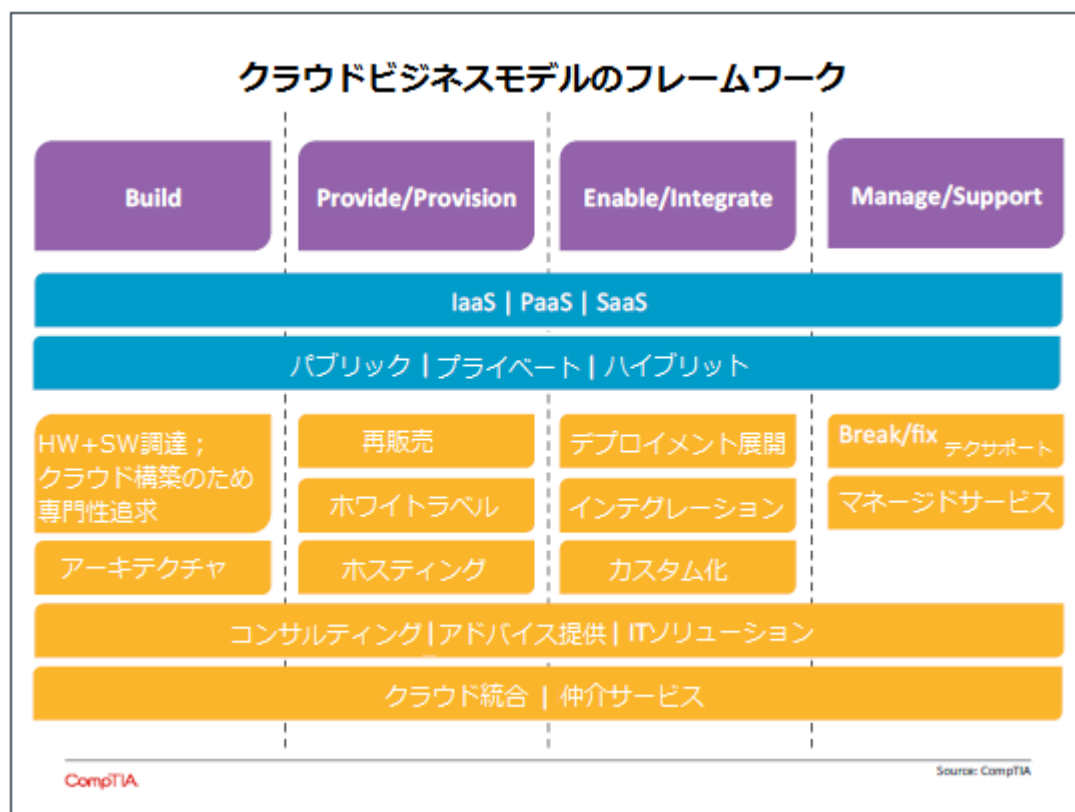 クラウドビジネスモデルのフレームワーク
Build
Provide/Provision
Enable/Integrate
Manage/Support
IaaS | PaaS | SaaS
パブリック | プライベート | ハイブリット
HW+SW調達；
クラウド構築のため
専門性追求
アーキテクチャ
再販売
ホワイトラベル
ホスティング
デプロイメント展開
インテグレーション
カスタム化
Break/fix テクサポート
マネージドサービス
コンサルティング | アドバイス提供 | ITソリューション
クラウド統合 | 仲介サービス
CompTIA.
Source: CompTIA